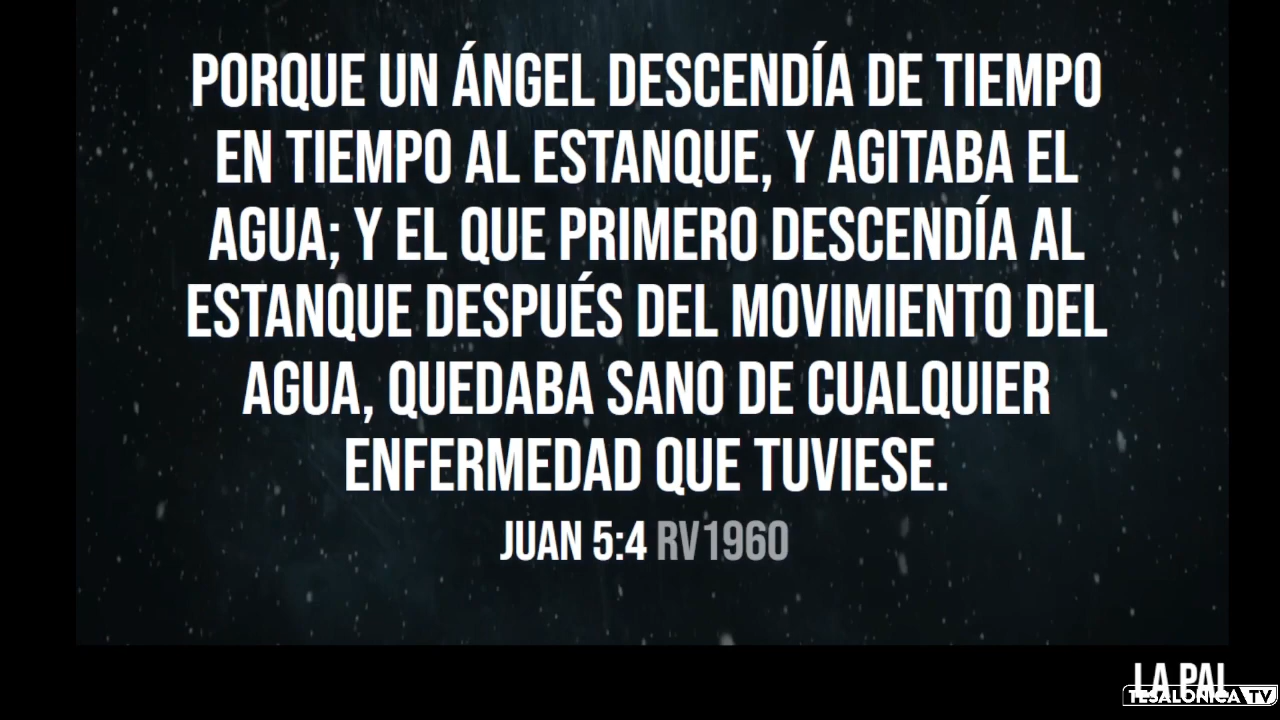 PORQUE UN ÁNGEL DESCENDÍA DE TIEMPO
EN TIEMPO AL ESTANQUE, Y AGITABA EL
AGUA; Y EL QUE PRIMERO DESCENDÍA AL
ESTANQUE DESPUÉS DEL MOVIMIENTO DEL
AGUA, QUEDABA SANO DE CUALQUIER
ENFERMEDAD QUE TUVIESE.
JUAN 5:4 RV1960
LA PAL
TESALONICA TV